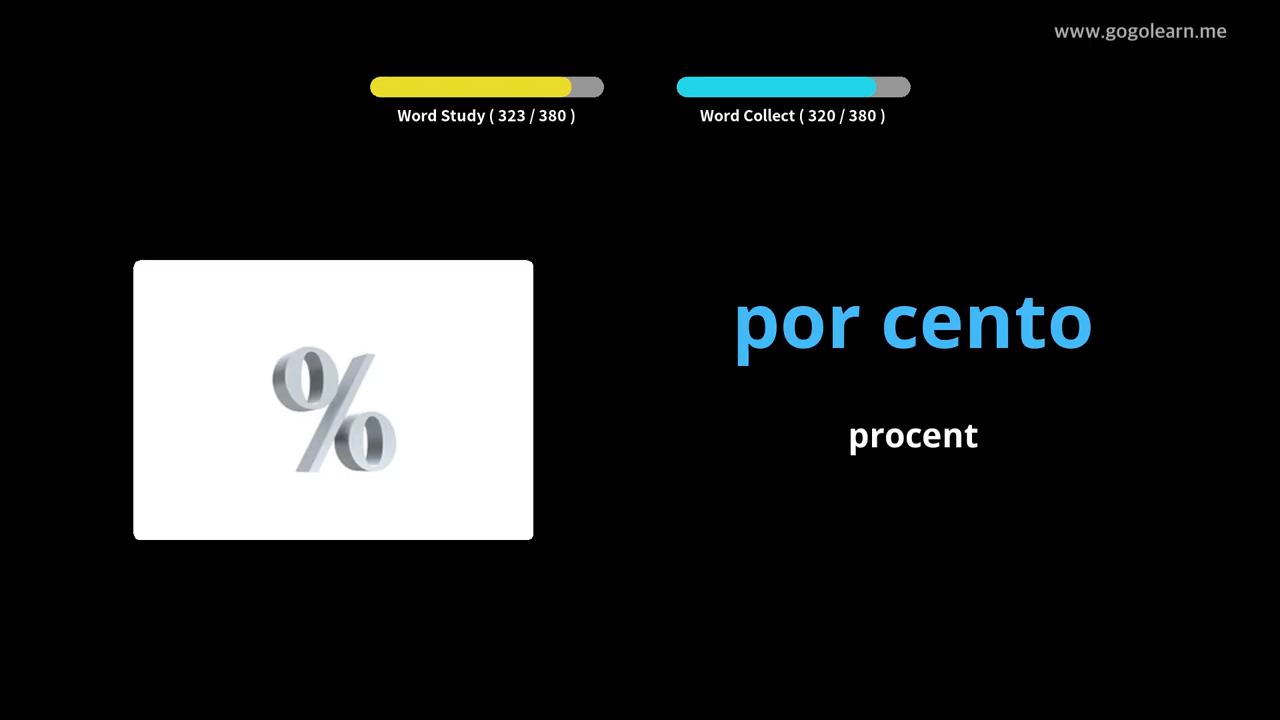 www.gogolearn.me
Word Study ( 323 / 380 )
Word Collect ( 320 / 380 )
%
por cento
procent